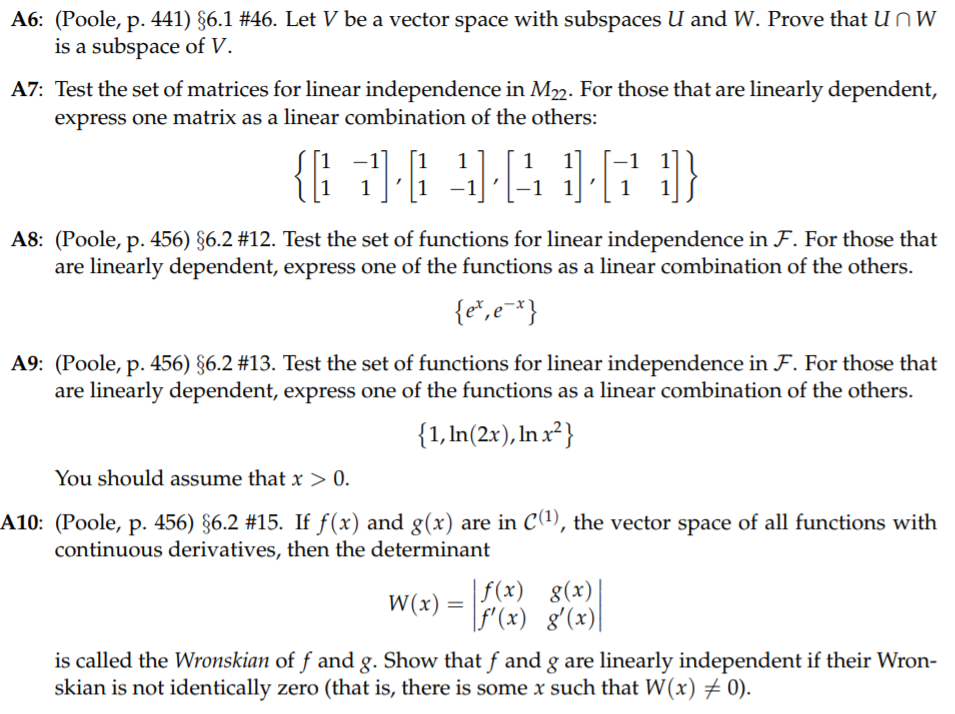 A6: (Poole, p. 441) §6.1 #46. Let V be a vector space with subspaces U and W. Prove that U ∩ W
is a subspace of V.
A7: Test the set of matrices for linear independence in M₂₂. For those that are linearly dependent,
express one matrix as a linear combination of the others:
{[1 −1; 1 1], [1 1; 1 −1], [1 1; −1 1], [−1 1; 1 1]}
A8: (Poole, p. 456) §6.2 #12. Test the set of functions for linear independence in ℱ. For those that
are linearly dependent, express one of the functions as a linear combination of the others.
{eˣ, e⁻ˣ}
A9: (Poole, p. 456) §6.2 #13. Test the set of functions for linear independence in ℱ. For those that
are linearly dependent, express one of the functions as a linear combination of the others.
{1, ln(2x), ln x²}
You should assume that x > 0.
A10: (Poole, p. 456) §6.2 #15. If f(x) and g(x) are in 𝒞⁽¹⁾, the vector space of all functions with
continuous derivatives, then the determinant
W(x) = |f(x) g(x); f′(x) g′(x)|
is called the Wronskian of f and g. Show that f and g are linearly independent if their Wron-
skian is not identically zero (that is, there is some x such that W(x) ≠ 0).